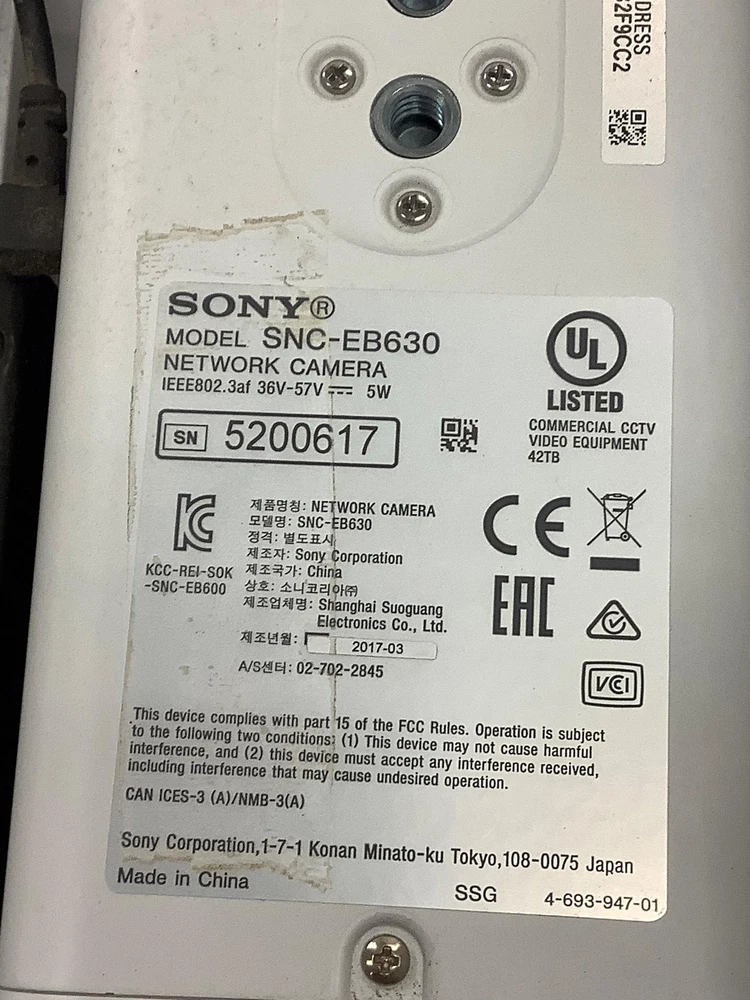 DRESS
32F9CC2
SONY®
MODEL SNC-EB630
NETWORK CAMERA
IEEE802.3af 36V-57V 5W
SN 5200617
UL
LISTED
COMMERCIAL CCTV
VIDEO EQUIPMENT
42TB
KCC-REI-SOK
-SNC-EB600
제품명칭: NETWORK CAMERA
모델명: SNC-EB630
정격: 별도표시
제조자: Sony Corporation
제조국가: China
상호: 소니코리아㈜
제조업체명: Shanghai Suoguang
Electronics Co., Ltd.
제조년월: 2017-03
A/S센터: 02-702-2845
CE
EAC
VCI
This device complies with part 15 of the FCC Rules. Operation is subject
to the following two conditions: (1) This device may not cause harmful
interference, and (2) this device must accept any interference received,
including interference that may cause undesired operation.
CAN ICES-3 (A)/NMB-3(A)
Sony Corporation,1-7-1 Konan Minato-ku Tokyo,108-0075 Japan
Made in China
SSG
4-693-947-01